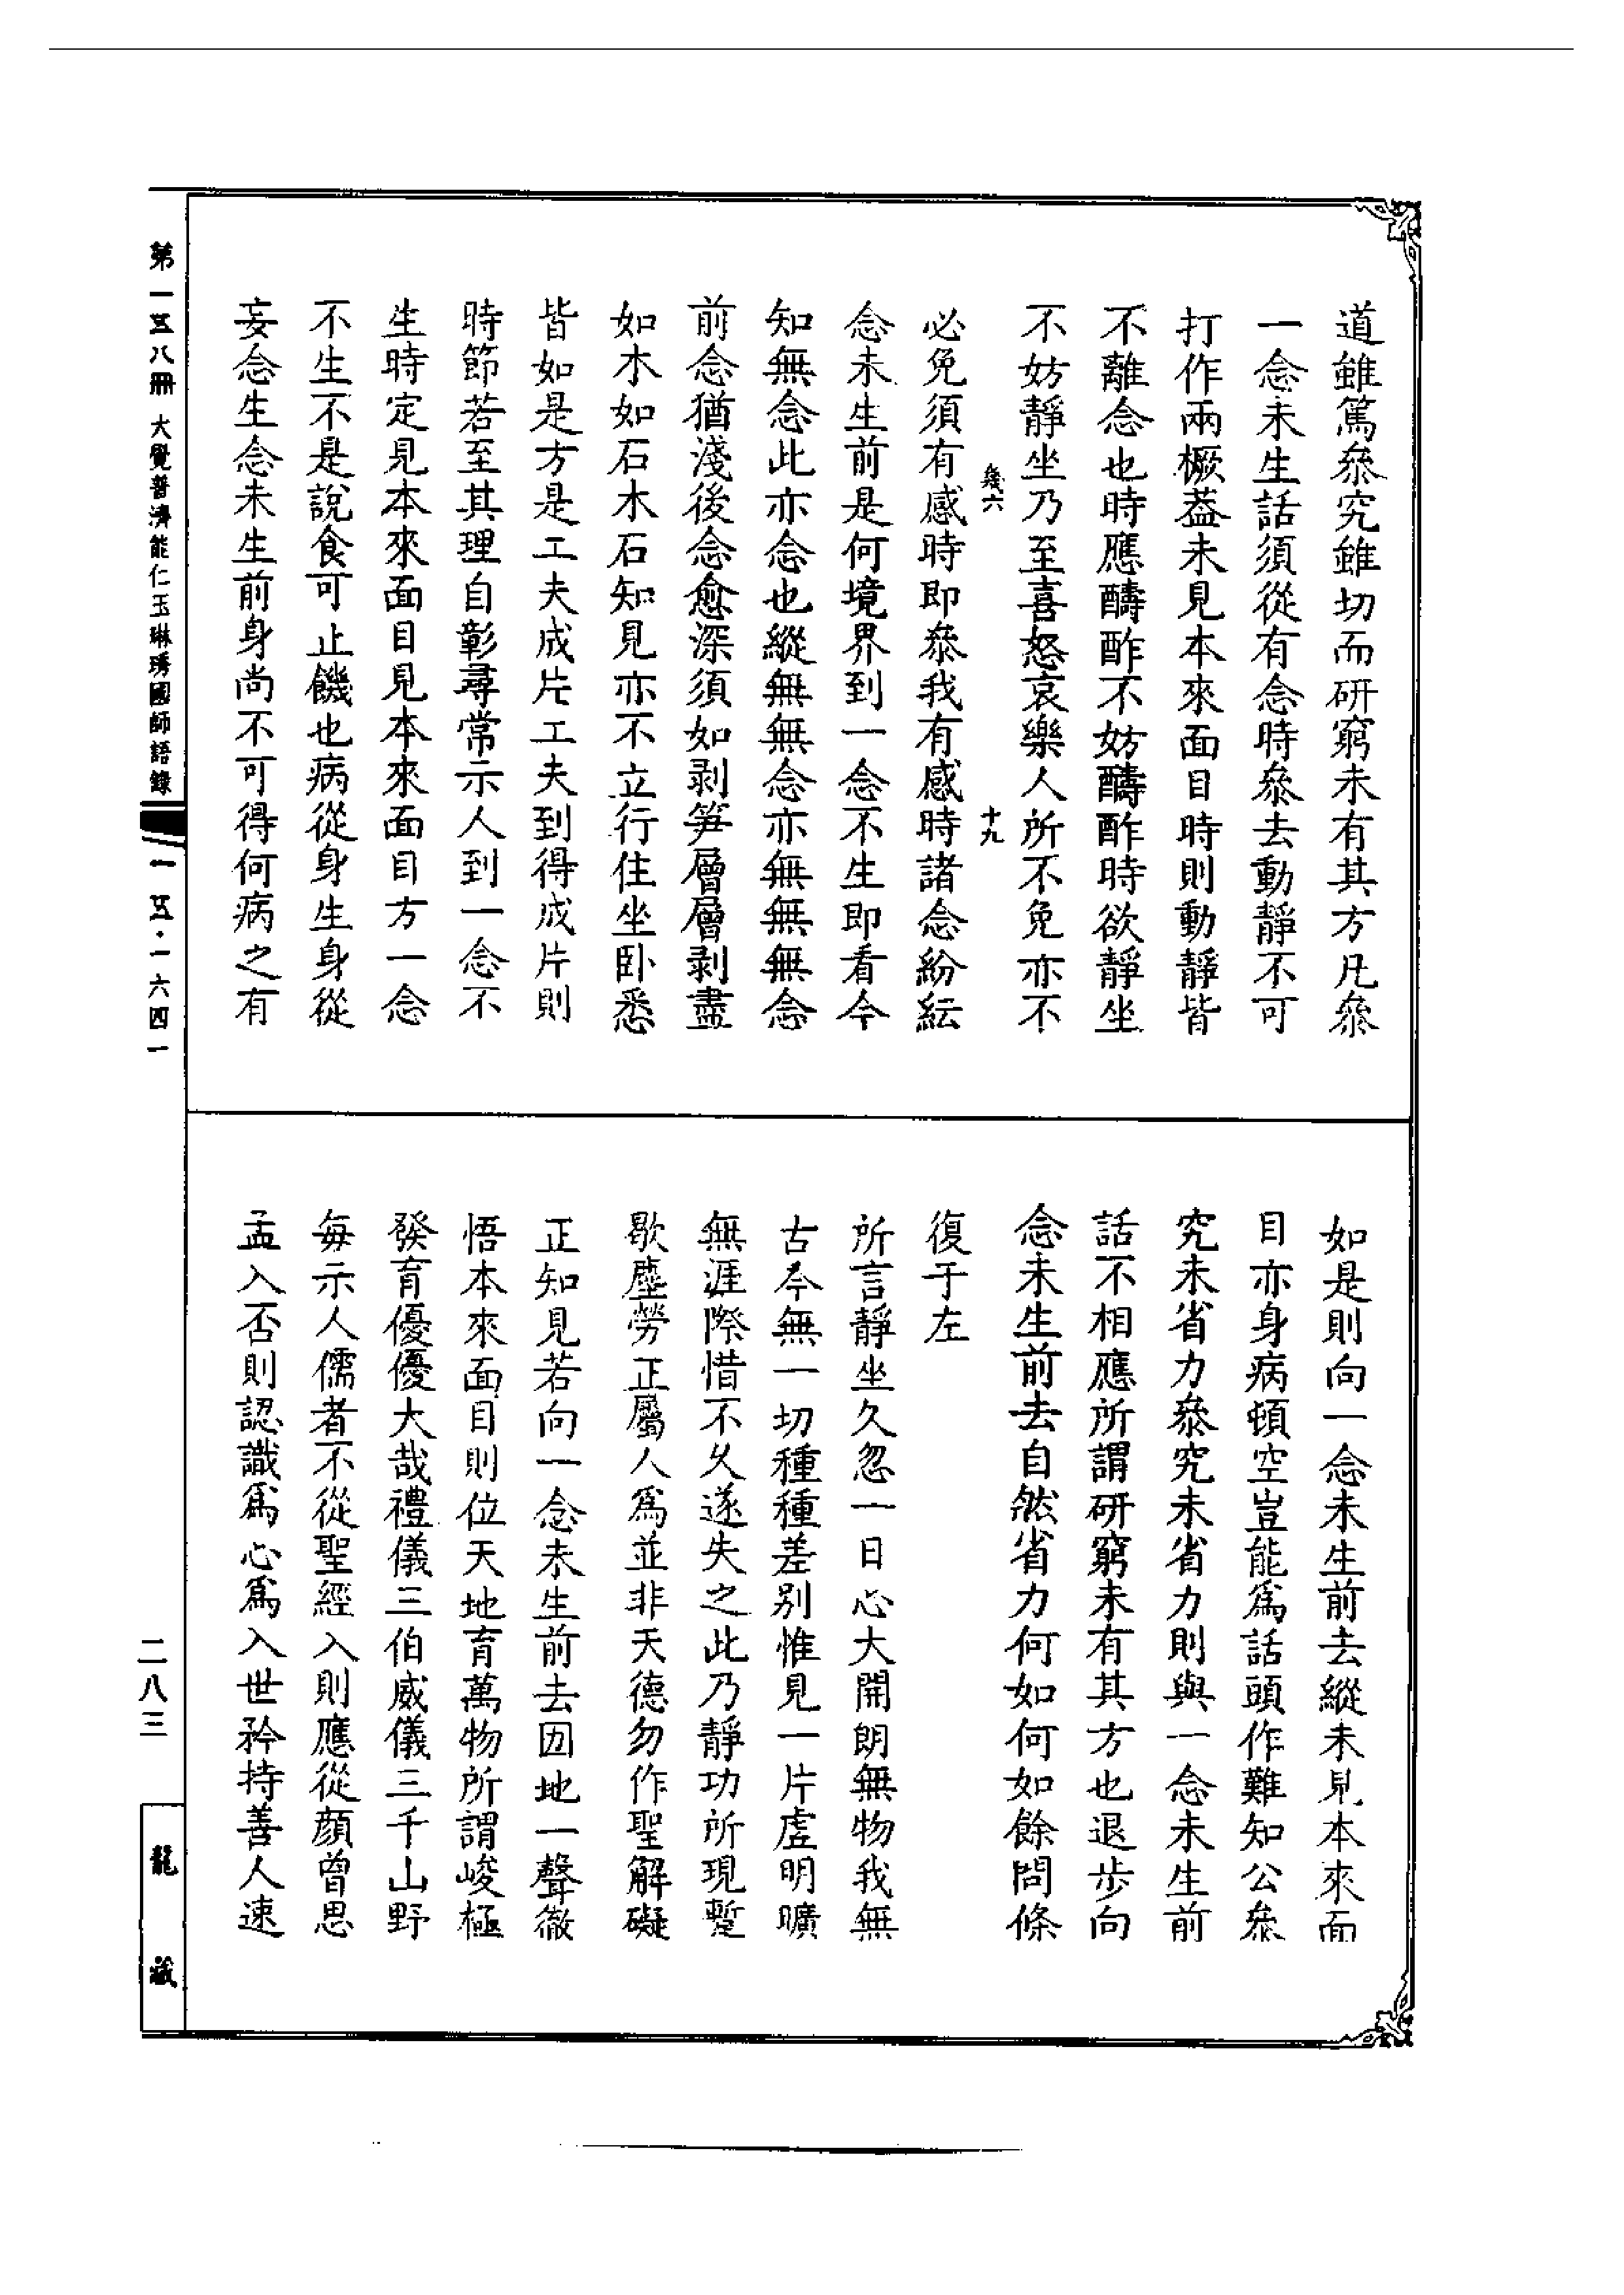 道雖篤叅究雖切而研窮未有其方凡叅
一念未生話須從有念時叅去動靜不可
打作兩橛葢未見本來面目時則動靜皆
不離念也時應醻酢不妨醻酢時欲靜坐
不妨靜坐乃至喜怒哀樂人所不免亦不
幾六
十九
必免須有感時即叅我有感時諸念紛紜
念未生前是何境界到一念不生即看今
知無念此亦念也縱無無念亦無無無念
前念猶淺後念愈深須如剥笋層層剥盡
如木如石木石知見亦不立行住坐卧悉
皆如是方是工夫成片工夫到得成片則
時節若至其理自彰尋常示人到一念不
生時定見本來面目見本來面目方一念
不生不是說食可止饑也病從身生身從
妄念生念未生前身尚不可得何病之有
如是則向一念未生前去縱未見本來面
目亦身病頓空豈能為話頭作難知公叅
究未省力叅究未省力則與一念未生前
話不相應所謂研窮未有其方也退步向
念未生前去自然省力何如何如餘問條
復于左
所言靜坐久忽一日心大開朗無物我無
古今無一切種種差別惟見一片虛明曠
無涯際惜不乆遂失之此乃靜功所現蹔
歇塵勞正屬人為並非天德勿作聖解礙
正知見若向一念未生前去囫地一聲徹
悟本來面目則位天地育萬物所謂峻極
發育優優大哉禮儀三伯威儀三千山野
每示人儒者不從聖經入則應從顔曾思
孟入否則認識為心為入世矜持善人速
第一五八冊 大覺普濟能仁玉琳琇國師語錄
一五·一六四一
二八三
龍藏